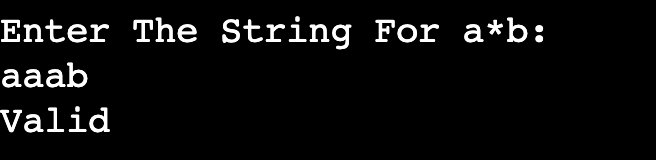 Enter The String For a*b:
aaab
Valid